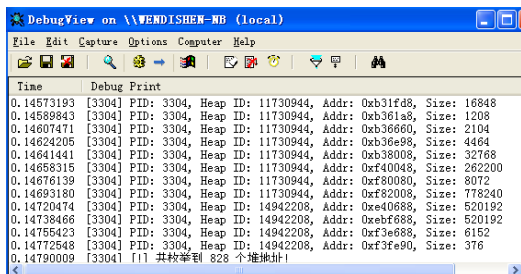 DebugView on \\WENDISHEN-NB (local)
File Edit Capture Options Computer Help
Time Debug Print
0.14573193 [3304] PID: 3304, Heap ID: 11730944, Addr: 0xb31fd8, Size: 16848
0.14589843 [3304] PID: 3304, Heap ID: 11730944, Addr: 0xb361a8, Size: 1208
0.14607471 [3304] PID: 3304, Heap ID: 11730944, Addr: 0xb36660, Size: 2104
0.14624205 [3304] PID: 3304, Heap ID: 11730944, Addr: 0xb36e98, Size: 4464
0.14641441 [3304] PID: 3304, Heap ID: 11730944, Addr: 0xb38008, Size: 32768
0.14658315 [3304] PID: 3304, Heap ID: 11730944, Addr: 0xf40048, Size: 262200
0.14676139 [3304] PID: 3304, Heap ID: 11730944, Addr: 0xf80080, Size: 8072
0.14693180 [3304] PID: 3304, Heap ID: 11730944, Addr: 0xf82008, Size: 778240
0.14720474 [3304] PID: 3304, Heap ID: 14942208, Addr: 0xe40688, Size: 520192
0.14738466 [3304] PID: 3304, Heap ID: 14942208, Addr: 0xebf688, Size: 520192
0.14755423 [3304] PID: 3304, Heap ID: 14942208, Addr: 0xf3e688, Size: 6152
0.14772548 [3304] PID: 3304, Heap ID: 14942208, Addr: 0xf3fe90, Size: 376
0.14790009 [3304] [!] 共枚举到 828 个堆地址!